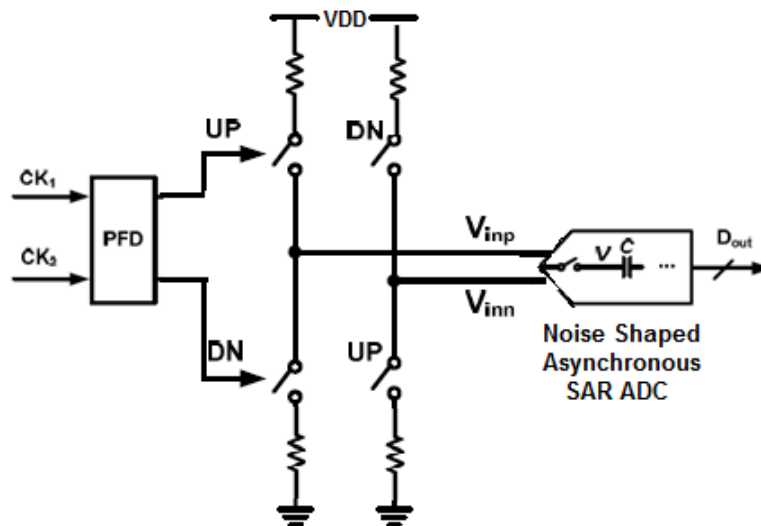 VDD
UP
DN
CK₁
PFD
CK₂
Vinp
V
C
...
Dout
Vinn
DN
UP
Noise Shaped
Asynchronous
SAR ADC